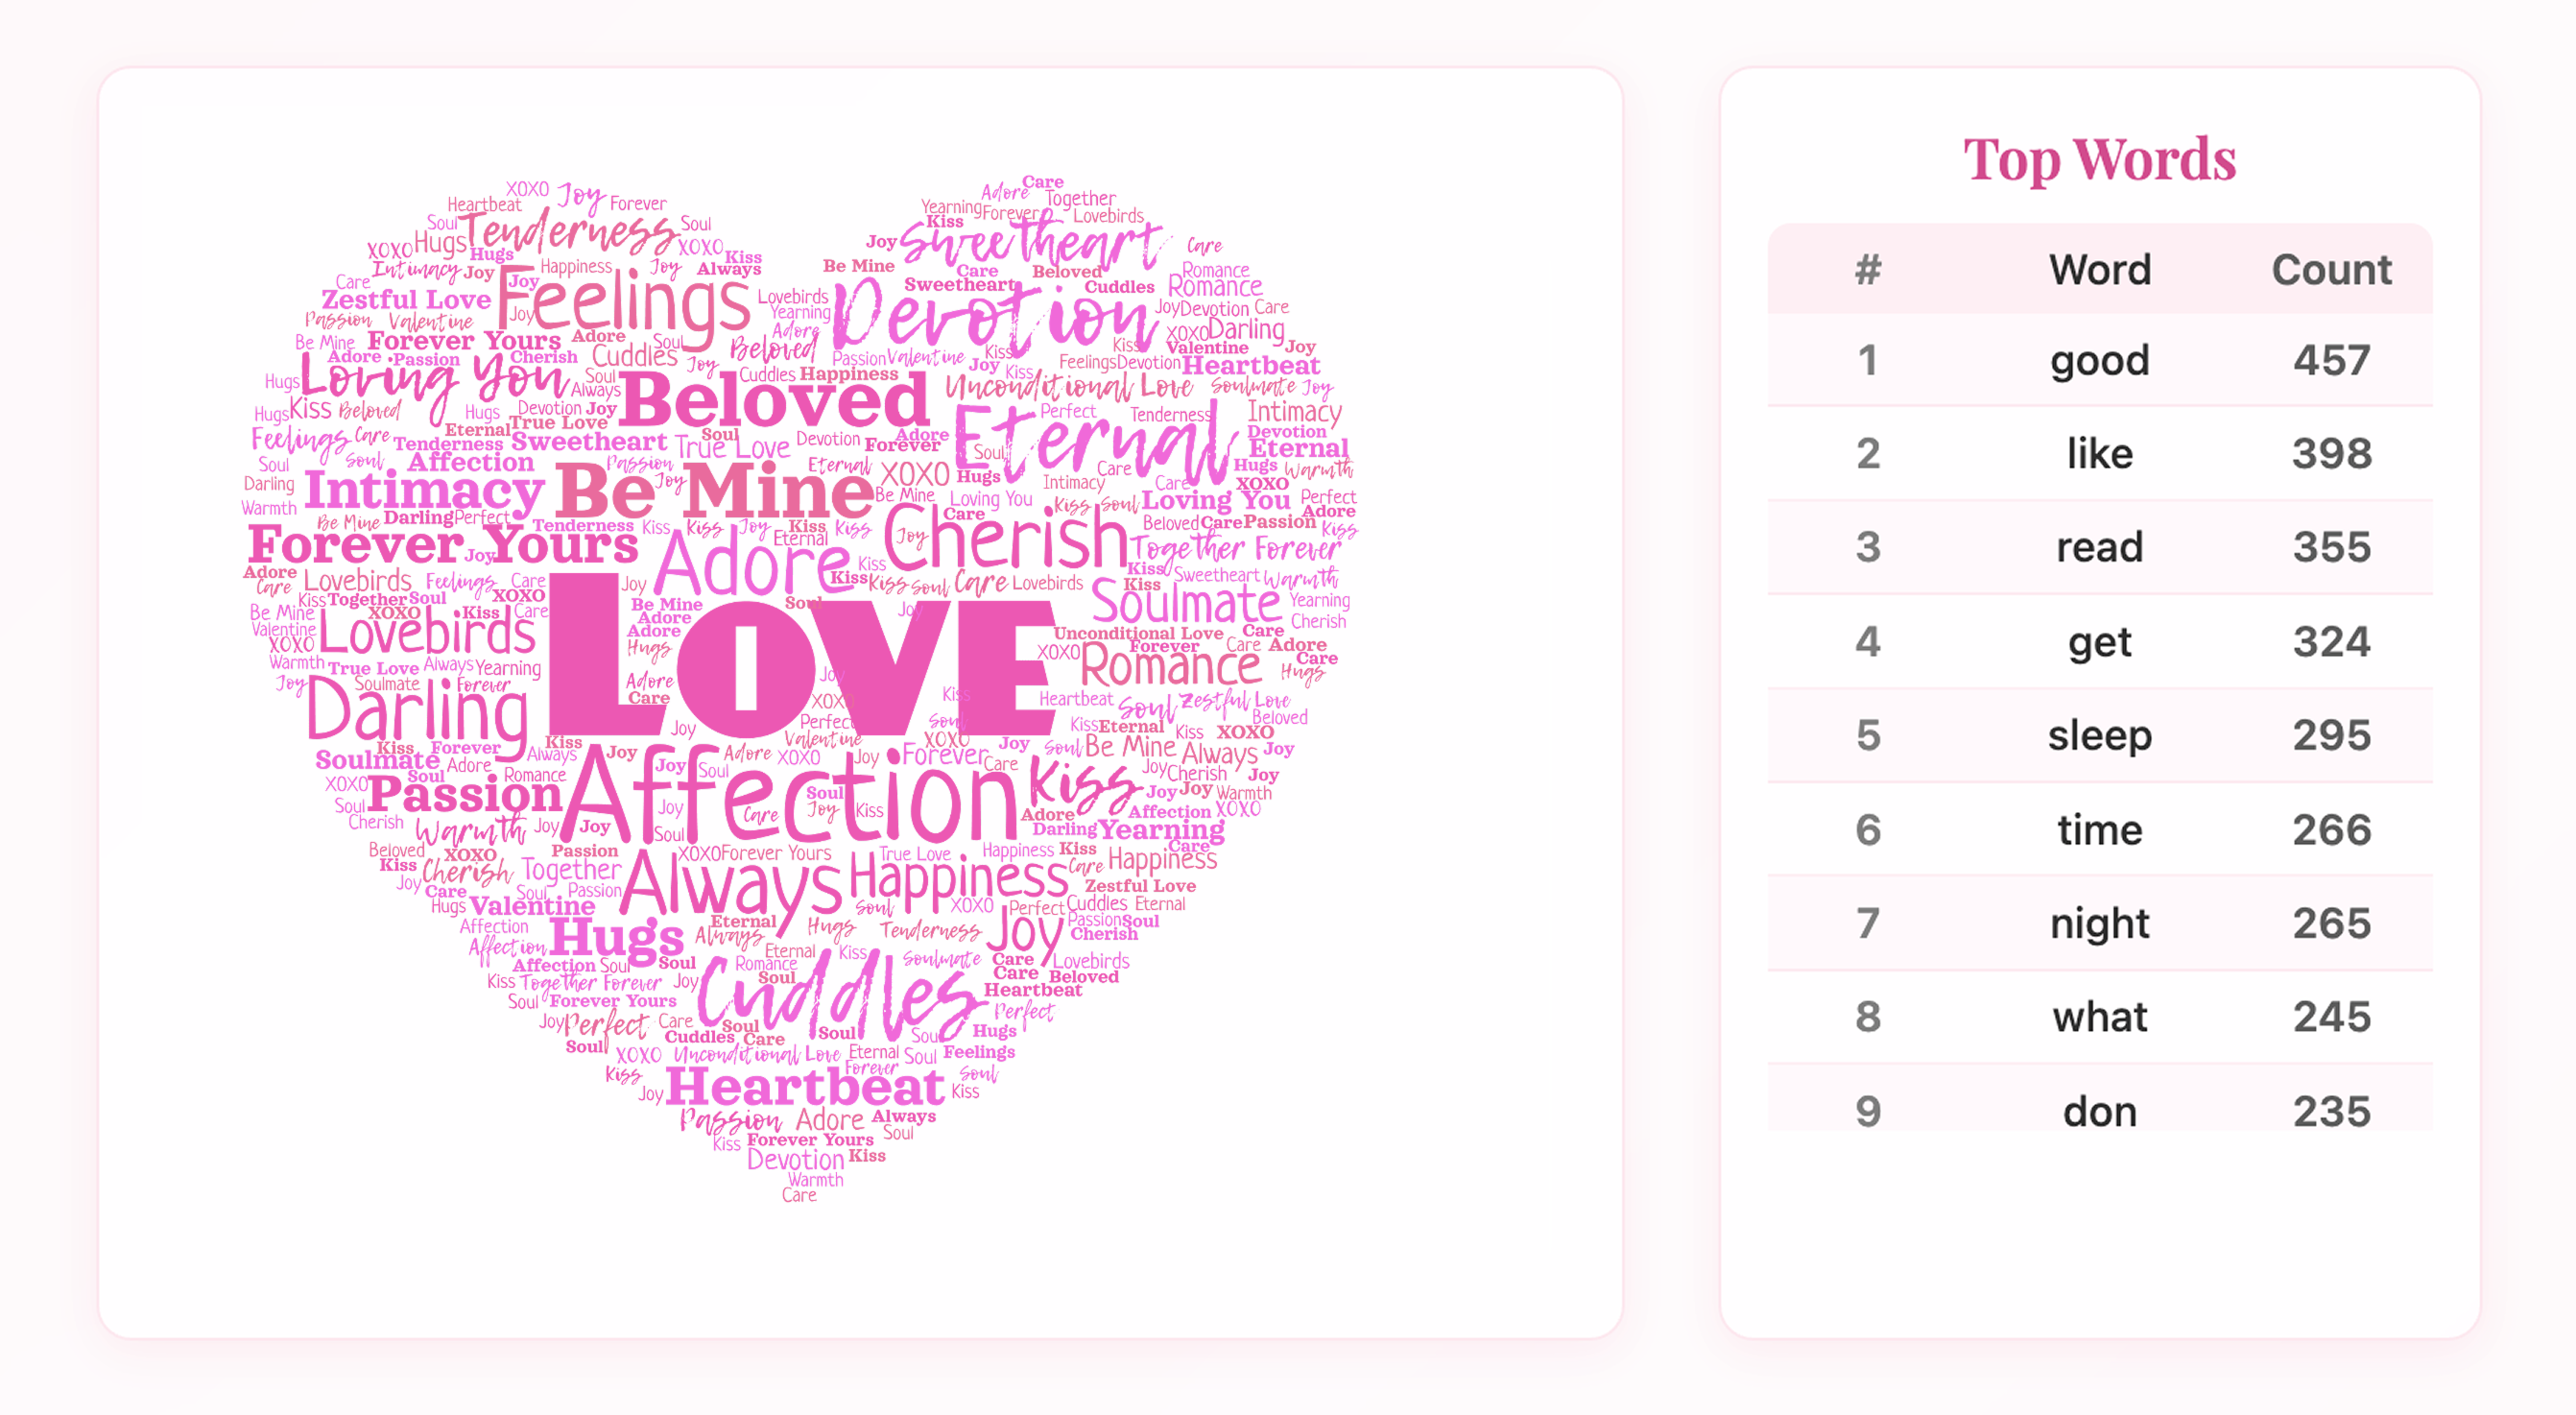 XOXO Joy Forever
Heartbeat
Soul Tenderness Soul
XOXO Hugs Hugs XOXO Kiss
Intimacy Joy Happiness Joy Always
Care Joy
Zestful Love Feelings Lovebirds
Passion Valentine Joy Yearning
Be Mine Forever Yours Adore Soul Adore
Adore Passion Cherish Cuddles Joy Beloved
Hugs Loving You Always Soul Cuddles Happiness
Hugs Kiss Beloved Hugs Devotion Joy Beloved
Care Adore Together
Yearning Forever Lovebirds
Kiss Sweetheart
Joy Care
Be Mine Care Beloved Romance
Sweetheart Cuddles Romance
Devotion Joy Devotion Care
XOXO Darling
Kiss Valentine Joy
Passion Valentine Kiss Joy Kiss Feelings Devotion Heartbeat
Unconditional Love Soulmate Joy
Perfect Tenderness Intimacy
Eternal True Love Devotion
Feelings Care Tenderness Sweetheart True Love Soul Devotion Forever Adore Soul Eternal Eternal
Soul Soul Affection Passion Eternal XOXO Hugs Care Hugs Warmth
Darling Intimacy Be Mine Joy Be Mine Intimacy Care XOXO
Warmth Loving You Kiss Soul Loving You Perfect
Be Mine Darling Perfect Tenderness Kiss Kiss Joy Kiss Kiss Care Adore
Forever Yours Joy Eternal Joy Cherish Beloved Care Passion Kiss
Adore Adore Kiss Together Forever
Care Lovebirds Feelings Care Joy Kiss Kiss Soul Care Lovebirds Kiss Sweetheart Warmth
Kiss Together Soul XOXO Be Mine Soul Kiss Soulmate Yearning
Be Mine XOXO Kiss Care Adore Joy Cherish
Valentine Lovebirds Adore Unconditional Love Care
XOXO Hugs LOVE I XOXO Forever Care Adore
Warmth True Love Always Yearning Romance Care
Joy Soulmate Forever Adore Joy Hugs
Darling Care Kiss Heartbeat Soul Zestful Love
Joy Perfect Soul Kiss Eternal Kiss XOXO Beloved
Kiss Forever Kiss Valentine XOXO Joy Soul Be Mine Always Joy
Soulmate Adore Always Joy Adore XOXO Joy Forever Care
XOXO Soul Romance Joy Soul Kiss Joy Cherish Joy
Soul Passion Affection Soul Joy Joy Warmth
Cherish Warmth Joy Joy Joy Care Joy Kiss Adore Affection XOXO
Soul Darling Yearning
Beloved XOXO Passion XOXO Forever Yours True Love Happiness Kiss Care
Kiss Cherish Together Care Happiness
Joy Care Soul Passion Always Happiness Zestful Love
Hugs Valentine Soul XOXO Perfect Cuddles Eternal
Affection Hugs Eternal Hugs Tenderness Joy Passion Soul
Affection Always Cherish
Affection Soul Soul Eternal Kiss Soulmate Care Lovebirds
Romance Care Beloved
Kiss Together Forever Joy Soul Heartbeat
Soul Forever Yours Cuddles Perfect
Joy Perfect Care Soul Soul Hugs
Soul Cuddles Care
XOXO Unconditional Love Eternal Soul Feelings
Kiss Forever Soul
Joy Heartbeat Kiss
Passion Adore Always
Kiss Forever Yours Soul
Devotion Kiss
Warmth
Care
Top Words
# Word Count
1 good 457
2 like 398
3 read 355
4 get 324
5 sleep 295
6 time 266
7 night 265
8 what 245
9 don 235